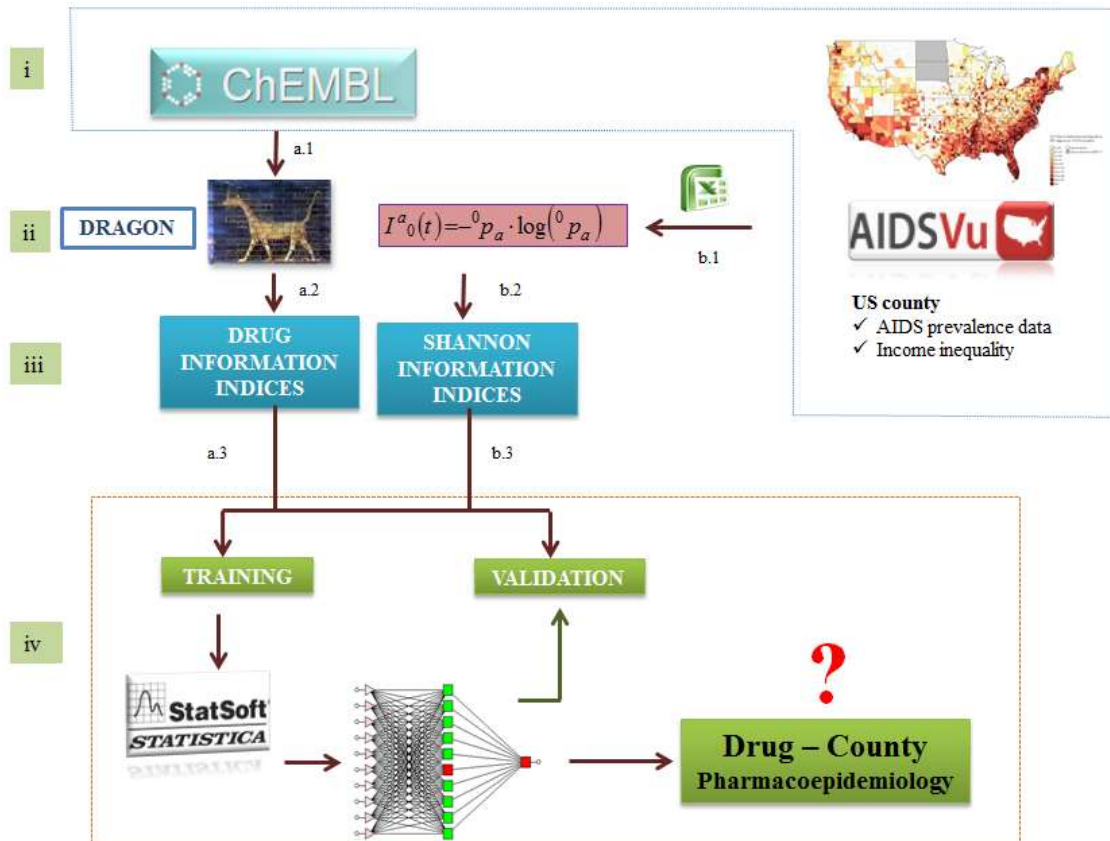 i
ChEMBL
a.1
ii
DRAGON
I^a_0(t)=-^0p_a·log(^0p_a)
b.1
AIDSVu
a.2
b.2
US county
✓ AIDS prevalence data
✓ Income inequality
iii
DRUG
INFORMATION
INDICES
SHANNON
INFORMATION
INDICES
a.3
b.3
TRAINING
VALIDATION
iv
StatSoft
STATISTICA
?
Drug – County
Pharmacoepidemiology